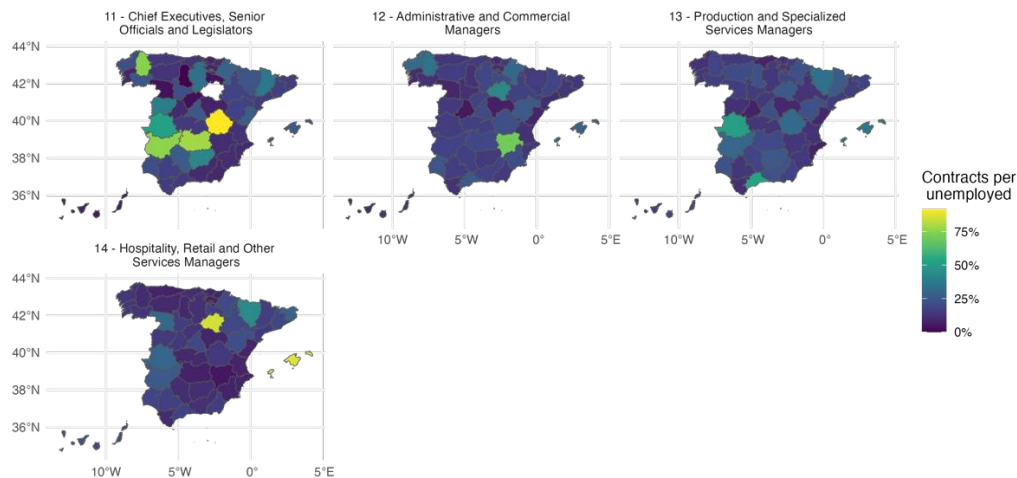 11 - Chief Executives, Senior
Officials and Legislators
12 - Administrative and Commercial
Managers
13 - Production and Specialized
Services Managers
44°N
42°N
40°N
38°N
36°N
10°W 5°W 0° 5°E
10°W 5°W 0° 5°E
14 - Hospitality, Retail and Other
Services Managers
44°N
42°N
40°N
38°N
36°N
10°W 5°W 0° 5°E
Contracts per
unemployed
75%
50%
25%
0%